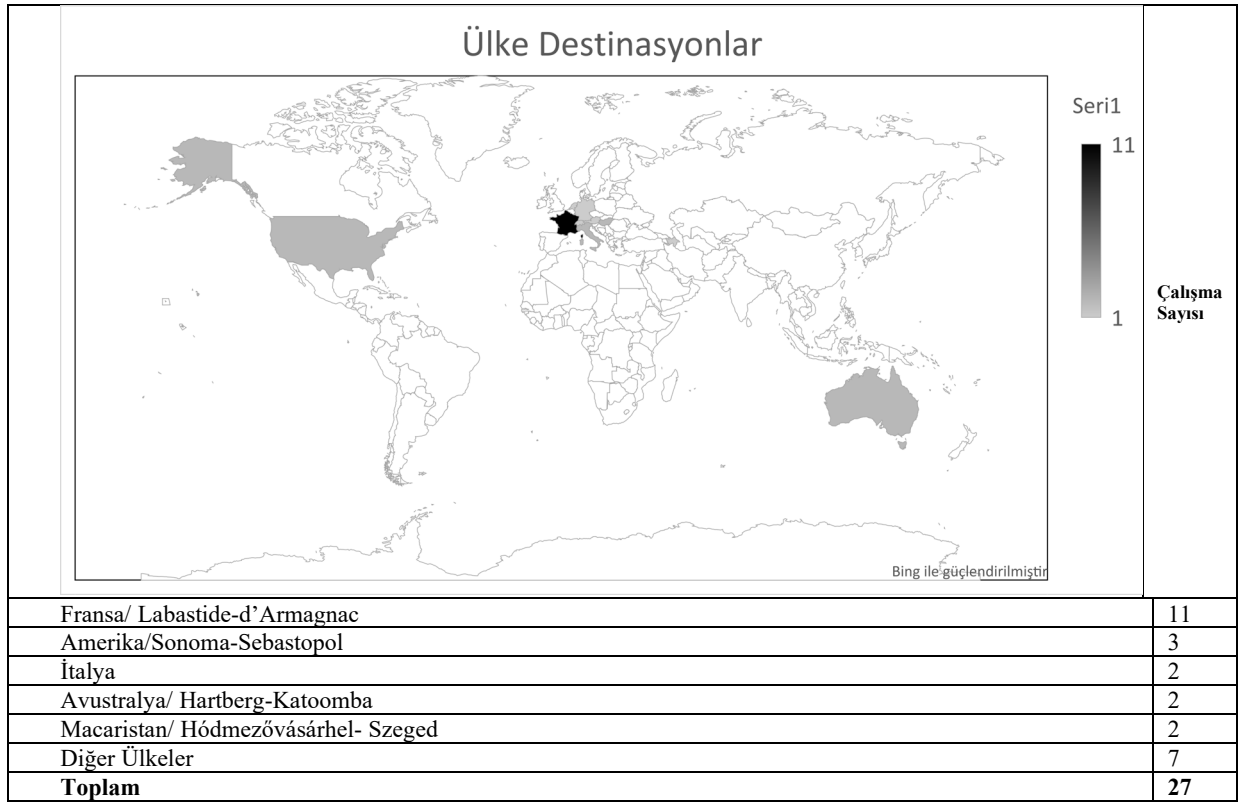 Ülke Destinasyonlar
Seri1
11
1
Bing ile güçlendirilmiştir
Çalışma
Sayısı
Fransa/ Labastide-d’Armagnac 11
Amerika/Sonoma-Sebastopol 3
İtalya 2
Avustralya/ Hartberg-Katoomba 2
Macaristan/ Hódmezővásárhel- Szeged 2
Diğer Ülkeler 7
Toplam 27